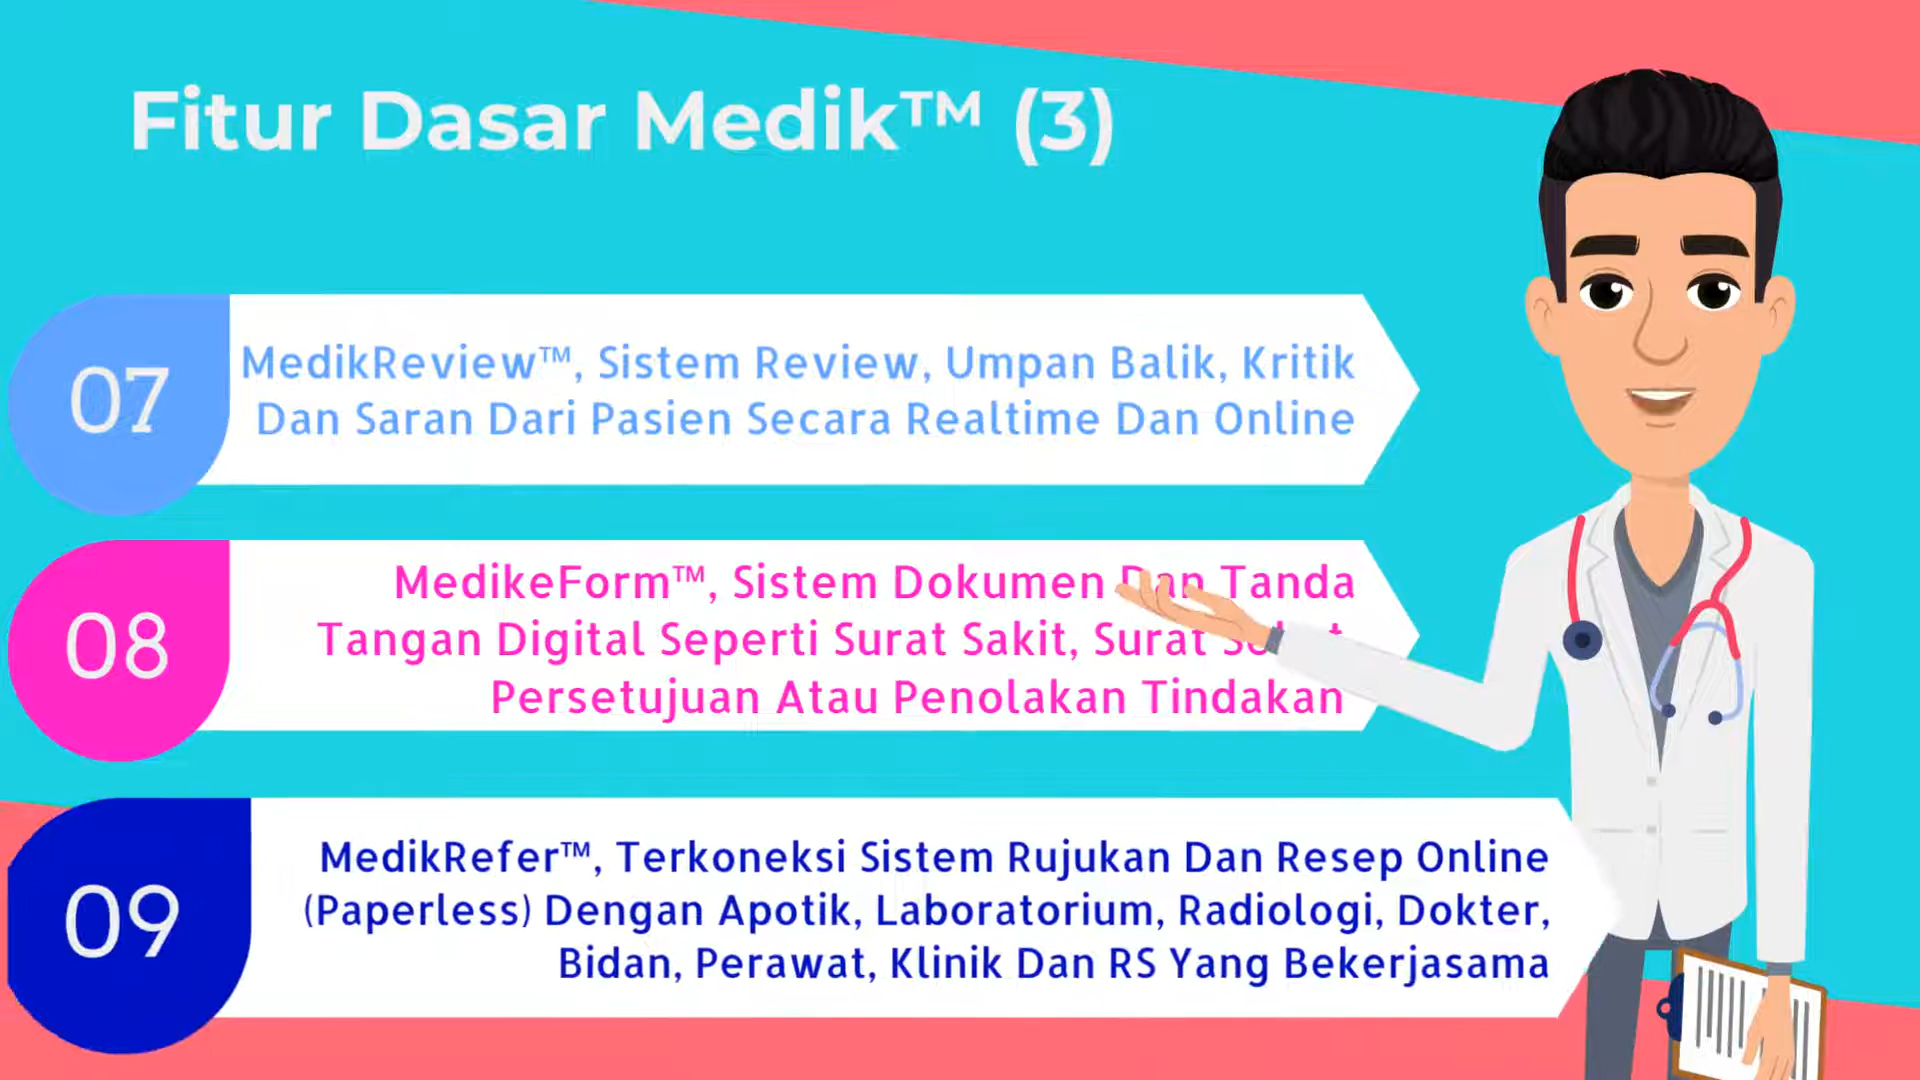 Fitur Dasar Medik™ (3)
07
MedikReview™, Sistem Review, Umpan Balik, Kritik
Dan Saran Dari Pasien Secara Realtime Dan Online
08
MedikeForm™, Sistem Dokumen Dan Tanda
Tangan Digital Seperti Surat Sakit, Surat
Persetujuan Atau Penolakan Tindakan
09
MedikRefer™, Terkoneksi Sistem Rujukan Dan Resep Online
(Paperless) Dengan Apotik, Laboratorium, Radiologi, Dokter,
Bidan, Perawat, Klinik Dan RS Yang Bekerjasama